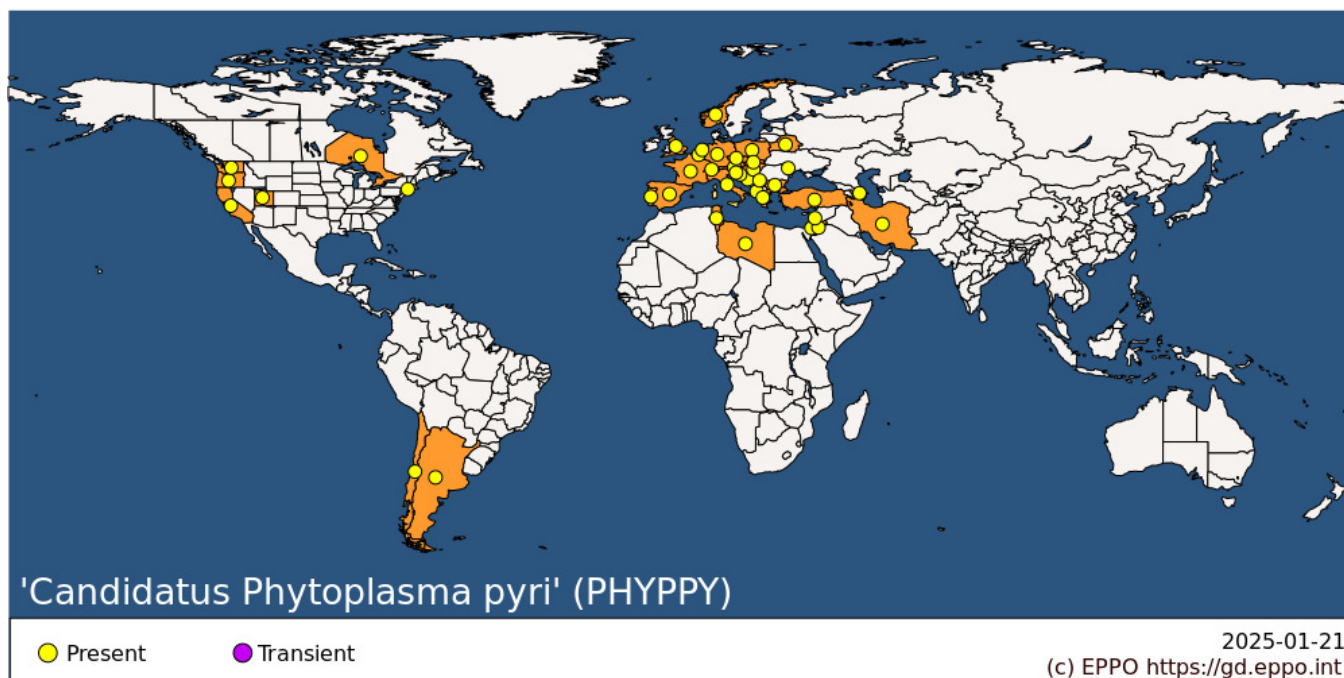 'Candidatus Phytoplasma pyri' (PHYPPY)
Present
Transient
2025-01-21
(c) EPPO https://gd.eppo.int